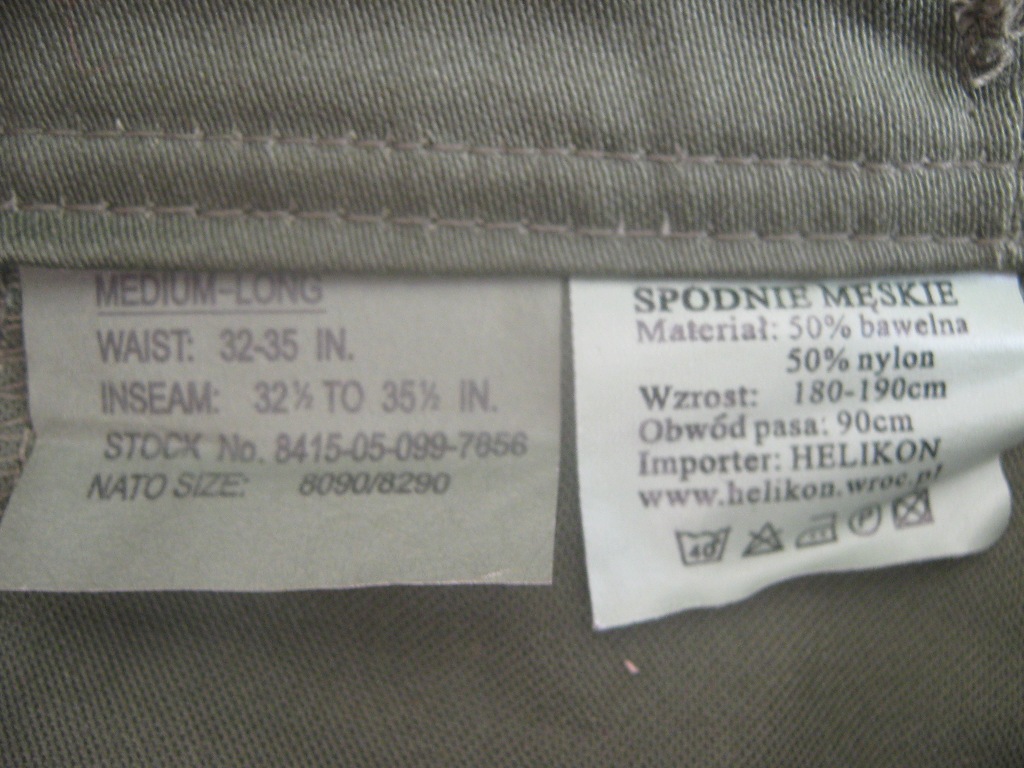 MEDIUM-LONG
WAIST: 32-35 IN.
INSEAM: 32½ TO 35½ IN.
STOCK No. 8415-05-099-7856
NATO SIZE: 8090/8290
SPODNIE MĘSKIE
Materiał: 50% bawełna
50% nylon
Wzrost: 180-190cm
Obwód pasa: 90cm
Importer: HELIKON
www.helikon.wroc.pl
40 P